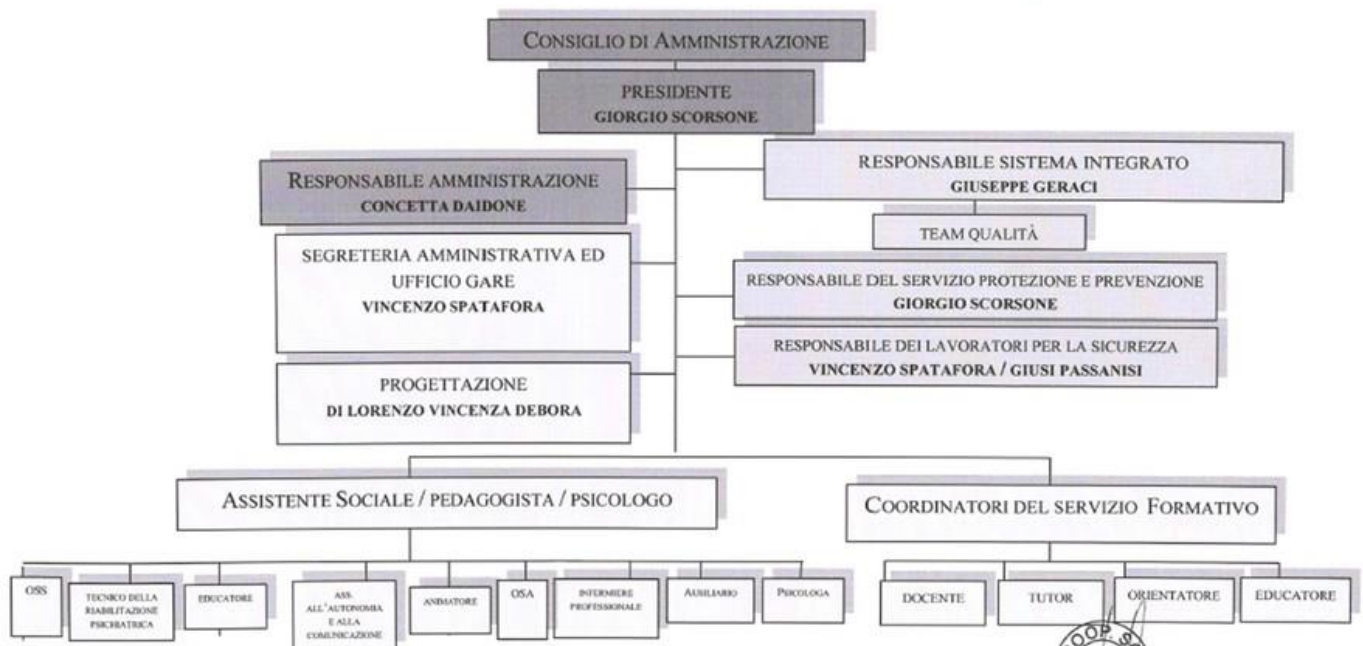 CONSIGLIO DI AMMINISTRAZIONE
PRESIDENTE
GIORGIO SCORSONE
RESPONSABILE AMMINISTRAZIONE
CONCETTA DAIDONE
RESPONSABILE SISTEMA INTEGRATO
GIUSEPPE GERACI
TEAM QUALITÀ
SEGRETERIA AMMINISTRATIVA ED
UFFICIO GARE
VINCENZO SPATAFORA
RESPONSABILE DEL SERVIZIO PROTEZIONE E PREVENZIONE
GIORGIO SCORSONE
RESPONSABILE DEI LAVORATORI PER LA SICUREZZA
VINCENZO SPATAFORA / GIUSI PASSANISI
PROGETTAZIONE
DI LORENZO VINCENZA DEBORA
ASSISTENTE SOCIALE / PEDAGOGISTA / PSICOLOGO
COORDINATORI DEL SERVIZIO FORMATIVO
OSS
TECNICO DELLA
RIABILITAZIONE
PSICHIATRICA
EDUCATORE
ASS.
ALL'AUTONOMIA
E ALLA
COMUNICAZIONE
ANIMATORE
OSA
INFERMIERE
PROFESSIONALE
AUSILIARIO
PSICOLOGA
DOCENTE
TUTOR
ORIENTATORE
EDUCATORE
COOP. S